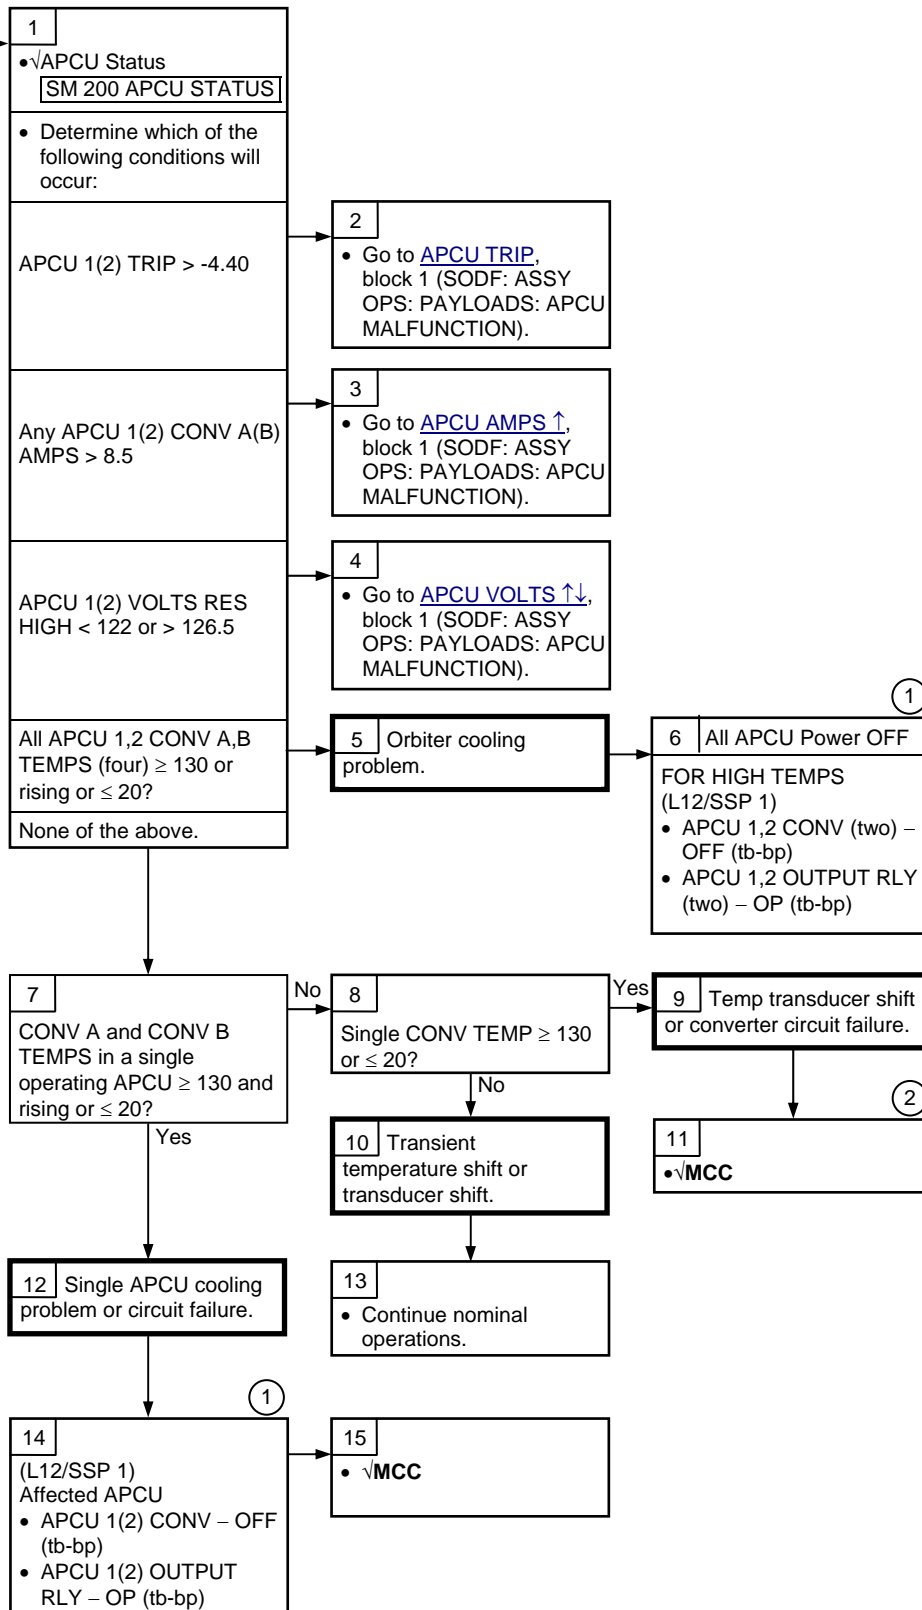 1
•√APCU Status
SM 200 APCU STATUS
• Determine which of the
following conditions will
occur:
APCU 1(2) TRIP > -4.40
2
• Go to APCU TRIP,
block 1 (SODF: ASSY
OPS: PAYLOADS: APCU
MALFUNCTION).
Any APCU 1(2) CONV A(B)
AMPS > 8.5
3
• Go to APCU AMPS ↑,
block 1 (SODF: ASSY
OPS: PAYLOADS: APCU
MALFUNCTION).
APCU 1(2) VOLTS RES
HIGH < 122 or > 126.5
4
• Go to APCU VOLTS ↑↓,
block 1 (SODF: ASSY
OPS: PAYLOADS: APCU
MALFUNCTION).
All APCU 1,2 CONV A,B
TEMPS (four) ≥ 130 or
rising or ≤ 20?
None of the above.
5 Orbiter cooling
problem.
1
6 All APCU Power OFF
FOR HIGH TEMPS
(L12/SSP 1)
• APCU 1,2 CONV (two) –
OFF (tb-bp)
• APCU 1,2 OUTPUT RLY
(two) – OP (tb-bp)
7
CONV A and CONV B
TEMPS in a single
operating APCU ≥ 130 and
rising or ≤ 20?
No
8
Single CONV TEMP ≥ 130
or ≤ 20?
Yes
9 Temp transducer shift
or converter circuit failure.
No
Yes
10 Transient
temperature shift or
transducer shift.
2
11
•√MCC
12 Single APCU cooling
problem or circuit failure.
13
• Continue nominal
operations.
1
14
(L12/SSP 1)
Affected APCU
• APCU 1(2) CONV – OFF
(tb-bp)
• APCU 1(2) OUTPUT
RLY – OP (tb-bp)
15
• √MCC